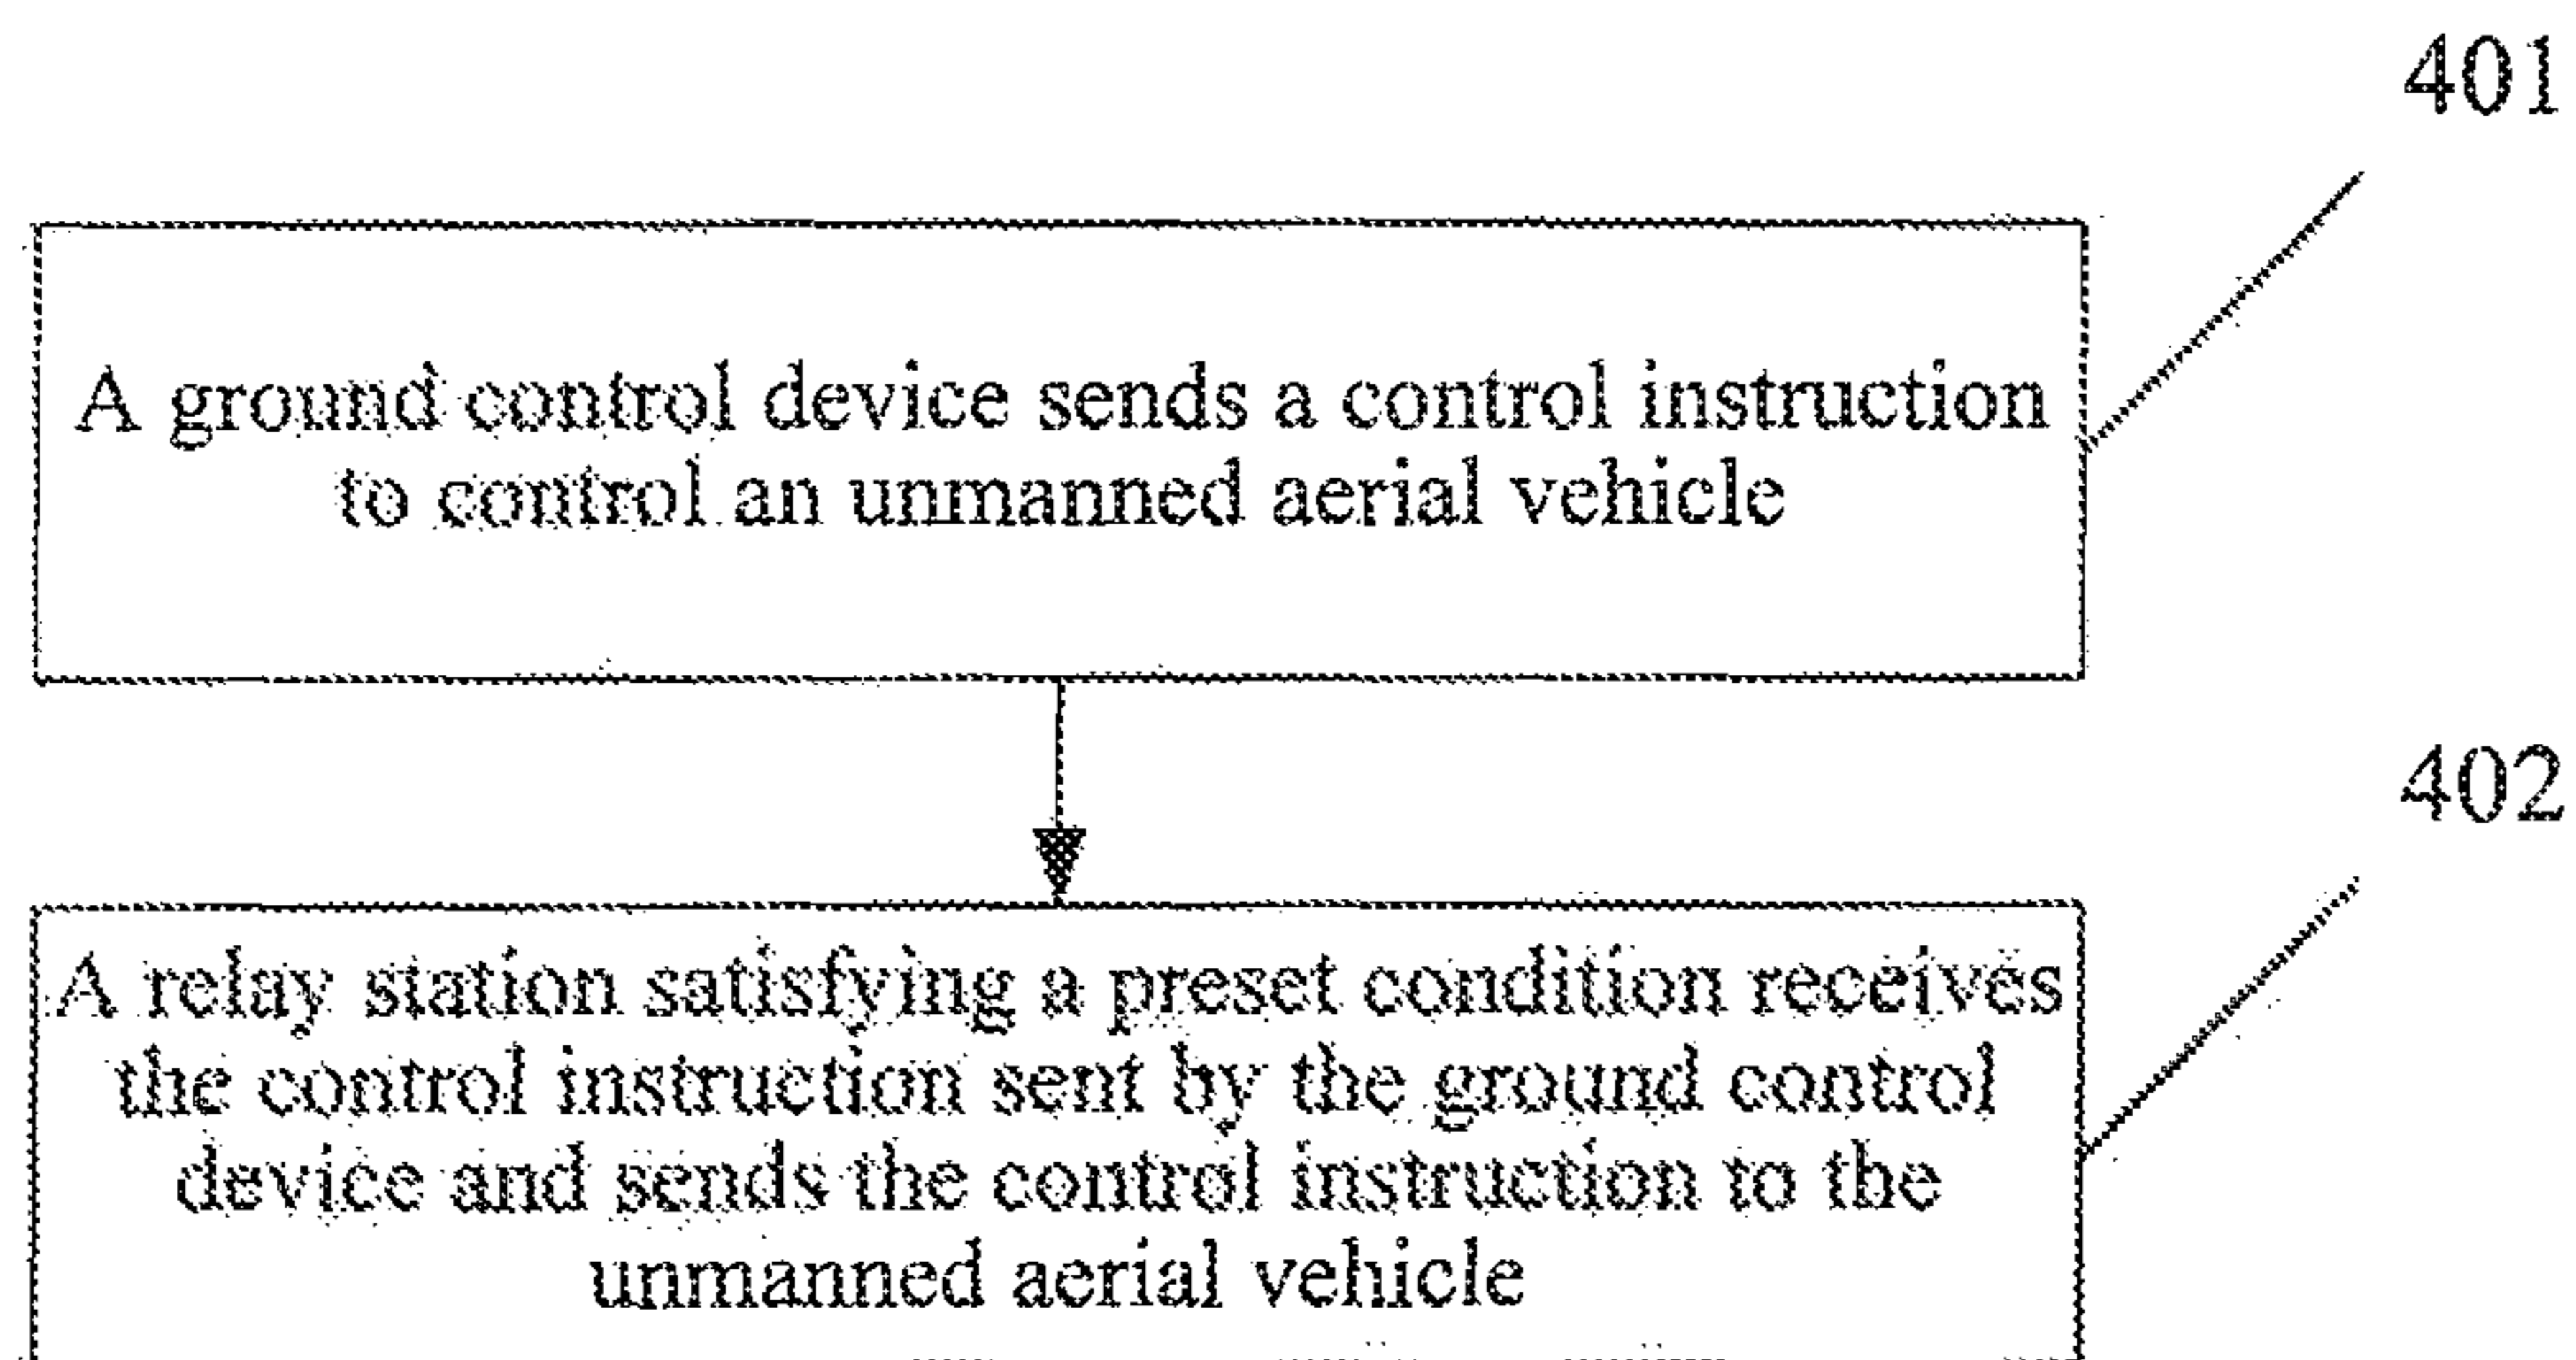 401
A ground control device sends a control instruction
to control an unmanned aerial vehicle
402
A relay station satisfying a preset condition receives
the control instruction sent by the ground control
device and sends the control instruction to the
unmanned aerial vehicle